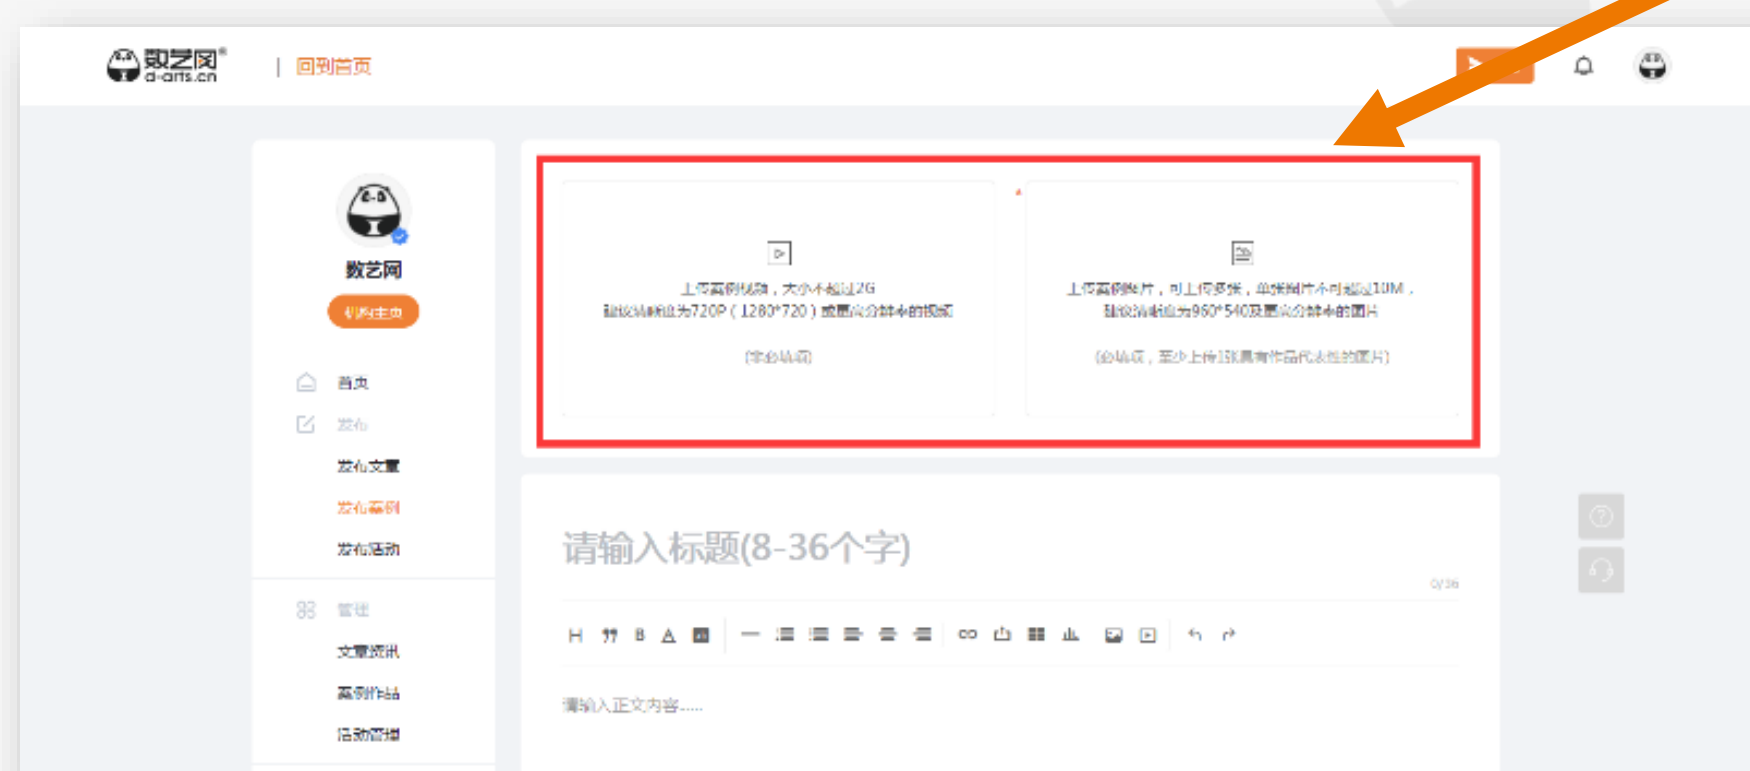 数艺网®
d-arts.cn
| 回到首页
数艺网
机构主页
首页
发布
发布文章
发布案例
发布活动
管理
文章资讯
案例作品
活动管理
上传案例视频，大小不超过2G
建议清晰度为720P（1280*720）或更高分辨率的视频
(非必填项)
*
上传案例图片，可上传多张，单张图片不可超过10M，
建议清晰度为960*540及更高分辨率的图片
(必填项，至少上传1张具有作品代表性的图片)
请输入标题(8-36个字)
0/36
H B A
请输入正文内容.....